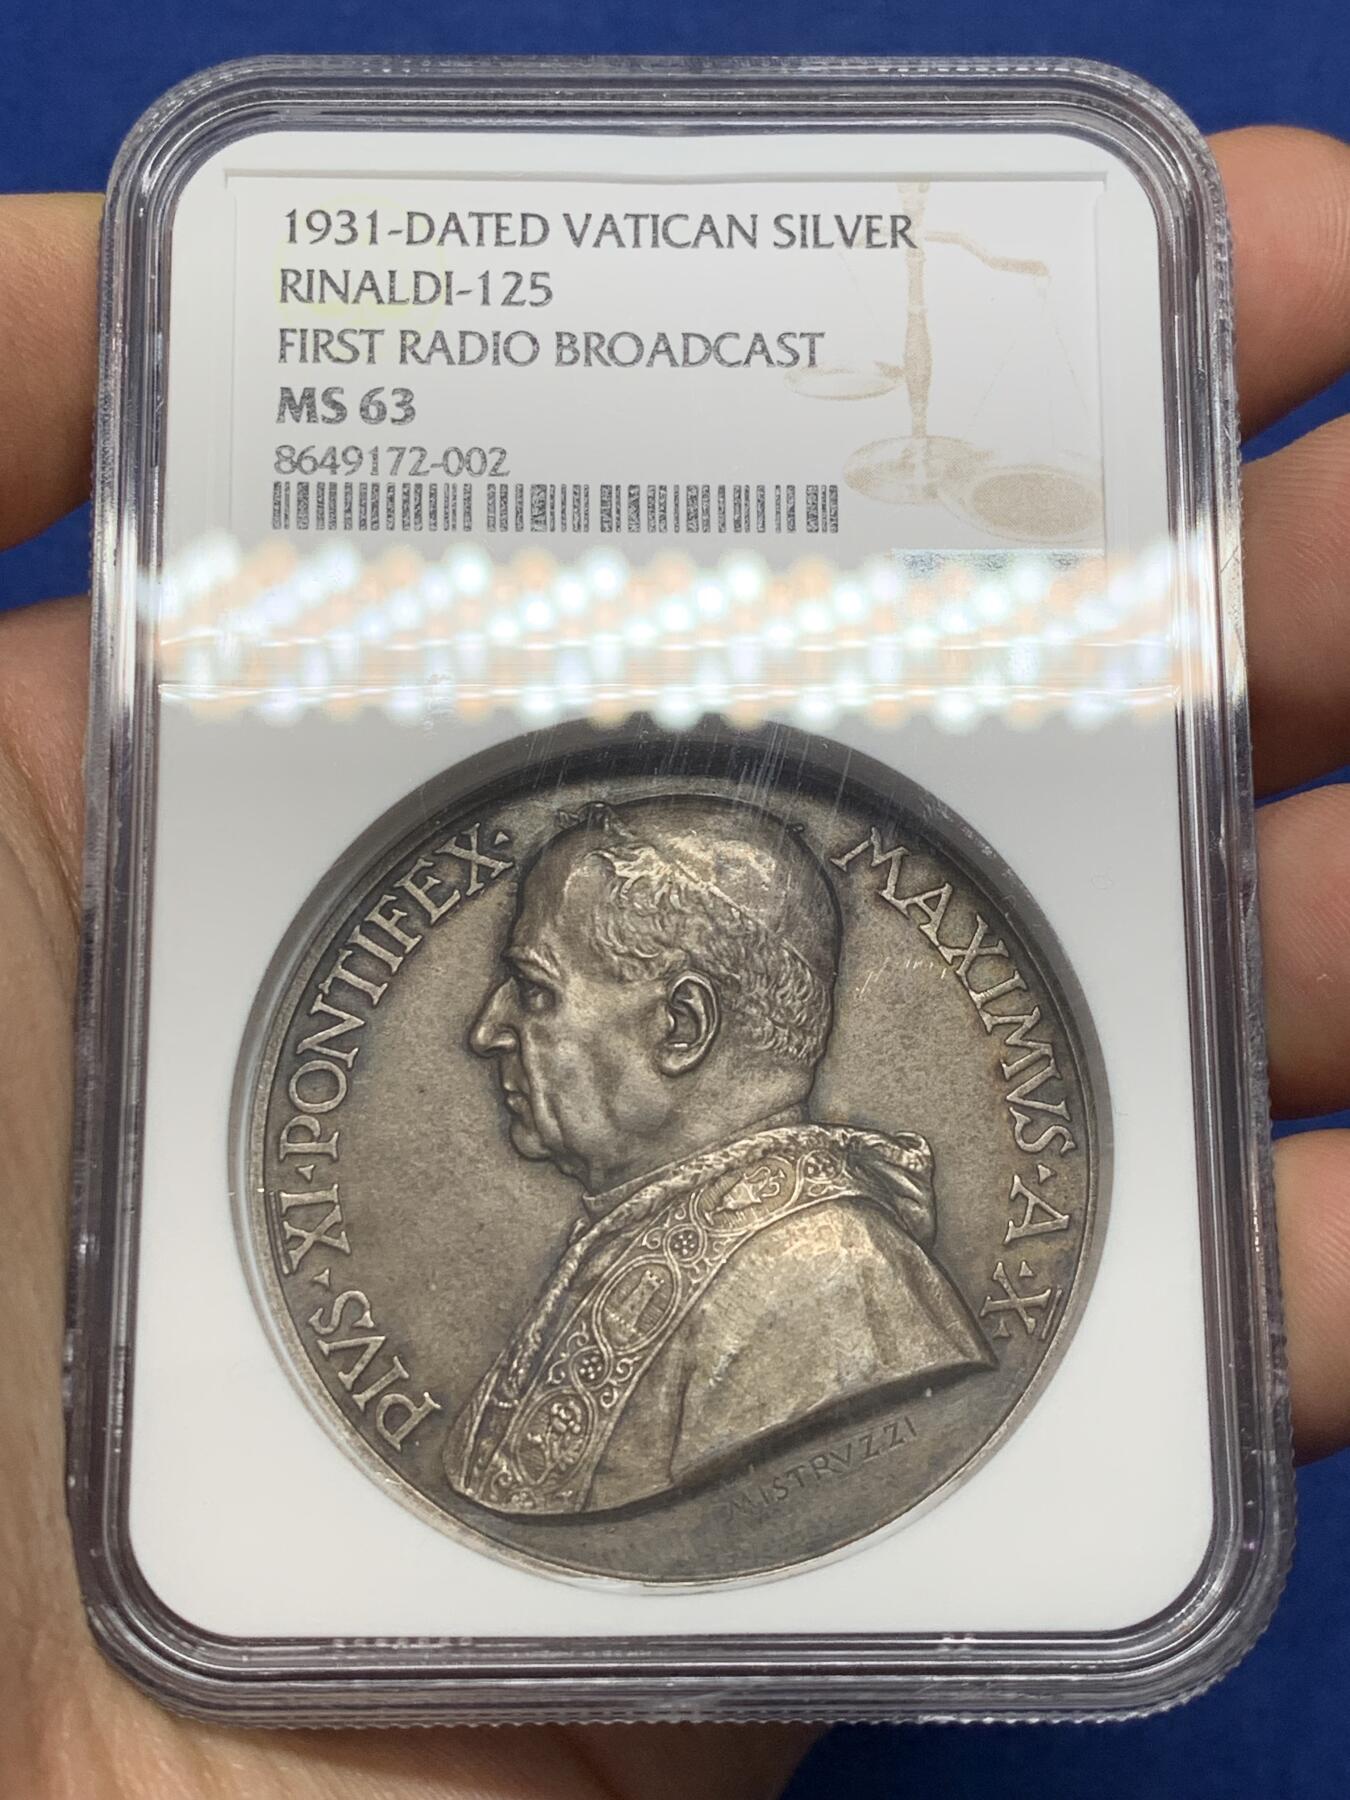 1931-DATED VATICAN SILVER
RINALDI-125
FIRST RADIO BROADCAST
MS 63
8649172-002
PIVS · XI · PONTIFEX · MAXIMVS · A · X ·
MISTRVZZI